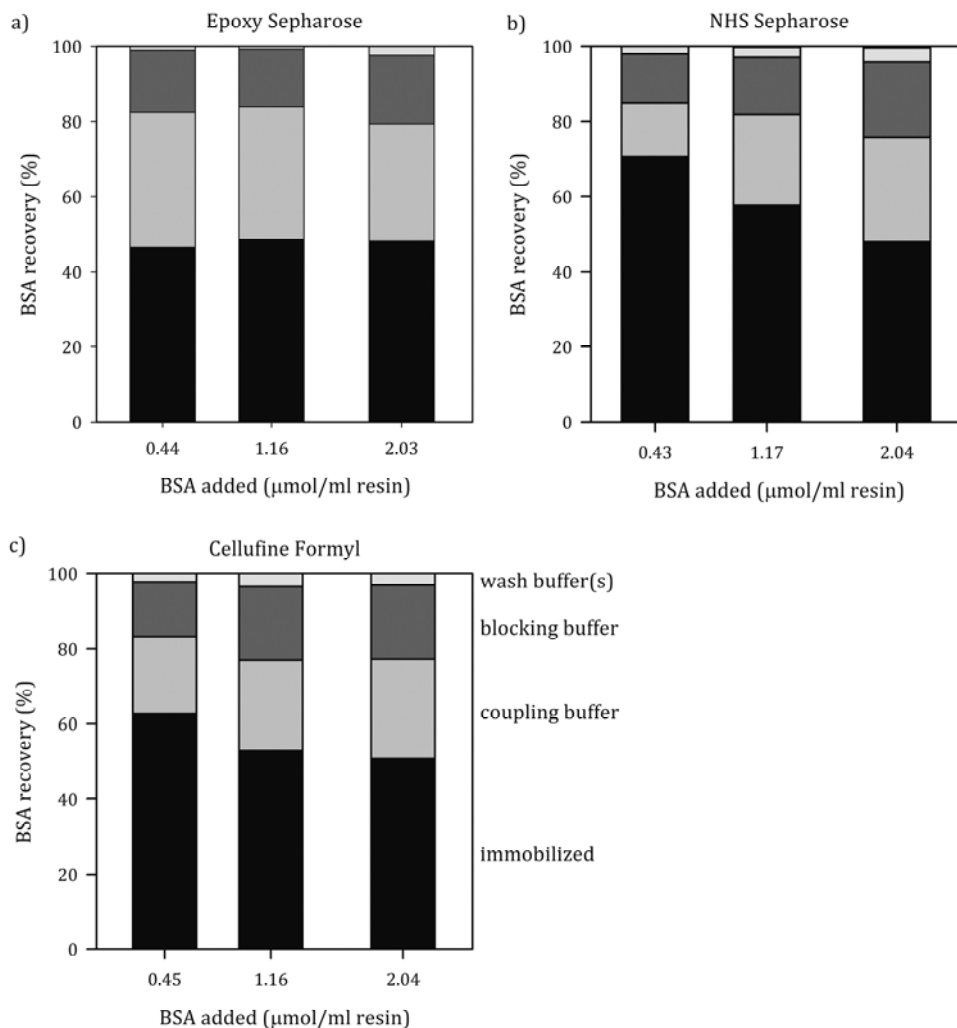 a)
Epoxy Sepharose
100
80
60
40
20
0
BSA recovery (%)
0.44 1.16 2.03
BSA added (μmol/ml resin)
b)
NHS Sepharose
100
80
60
40
20
0
BSA recovery (%)
0.43 1.17 2.04
BSA added (μmol/ml resin)
c)
Cellufine Formyl
100
80
60
40
20
0
BSA recovery (%)
0.45 1.16 2.04
BSA added (μmol/ml resin)
wash buffer(s)
blocking buffer
coupling buffer
immobilized